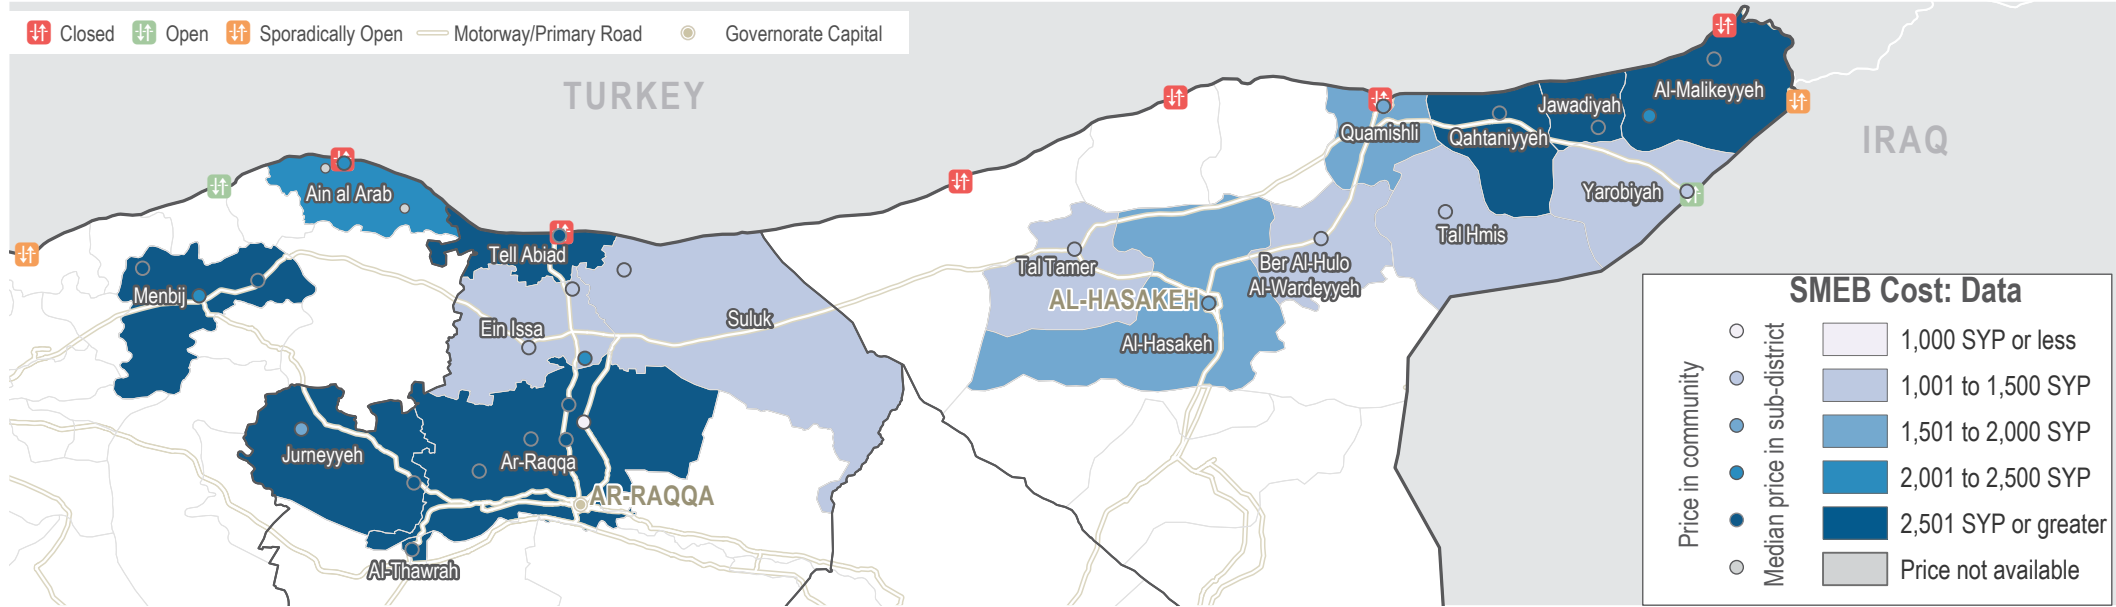 Closed
Open
Sporadically Open
Motorway/Primary Road
Governorate Capital
TURKEY
IRAQ
Al-Malikeyyeh
Jawadiyah
Quamishli
Qahtaniyyeh
Yarobiyah
Ain al Arab
Tal Hmis
Tell Abiad
Tal Tamer
Ber Al-Hulo
Al-Wardeyyeh
Menbij
AL-HASAKEH
Ein Issa
Suluk
Al-Hasakeh
Jurneyyeh
Ar-Raqqa
AR-RAQQA
Al-Thawrah
SMEB Cost: Data
Price in community
Median price in sub-district
1,000 SYP or less
1,001 to 1,500 SYP
1,501 to 2,000 SYP
2,001 to 2,500 SYP
2,501 SYP or greater
Price not available